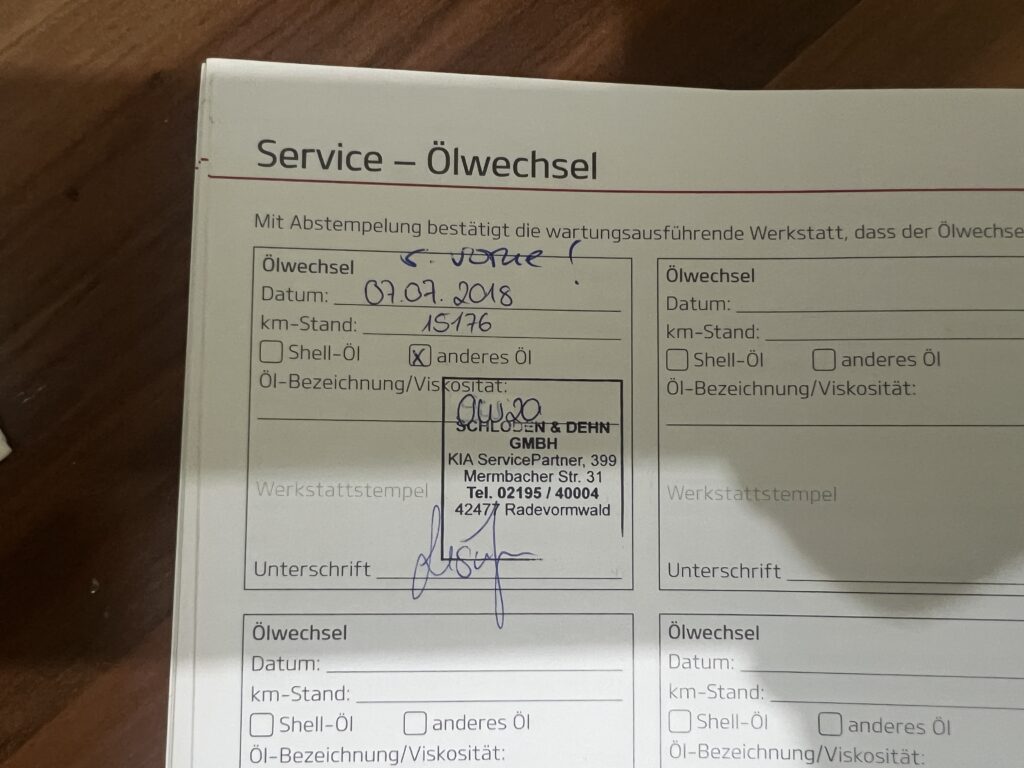 Service – Ölwechsel
Mit Abstempelung bestätigt die wartungsausführende Werkstatt, dass der Ölwechse
s. vorne!
Ölwechsel
Datum: 07.07.2018
km-Stand: 15176
Shell-Öl x anderes Öl
Öl-Bezeichnung/Viskosität:
0W20
SCHLODEN & DEHN
GMBH
KIA ServicePartner, 399
Mermbacher Str. 31
Tel. 02195 / 40004
42477 Radevormwald
Werkstattstempel
Unterschrift
Ölwechsel
Datum:
km-Stand:
Shell-Öl anderes Öl
Öl-Bezeichnung/Viskosität:
Werkstattstempel
Unterschrift
Ölwechsel
Datum:
km-Stand:
Shell-Öl anderes Öl
Öl-Bezeichnung/Viskosität:
Ölwechsel
Datum:
km-Stand:
Shell-Öl anderes Öl
Öl-Bezeichnung/Viskosität: